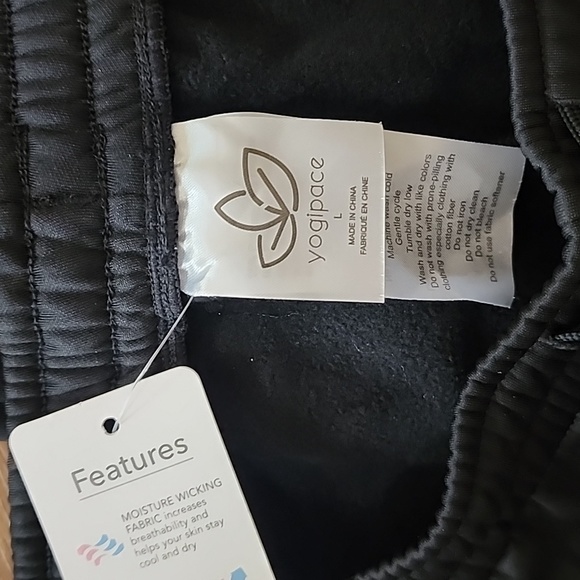 yogipace
L
MADE IN CHINA
FABRIQUÉ EN CHINE
Machine wash cold
Gentle cycle
Tumble dry low
Wash and dry with like colors
Do not wash with prone-pilling
clothing especially clothing with
cotton fiber
Do not iron
Do not dry clean
Do not bleach
Do not use fabric softener
Features
MOISTURE WICKING
FABRIC increases
breathability and
helps your skin stay
cool and dry